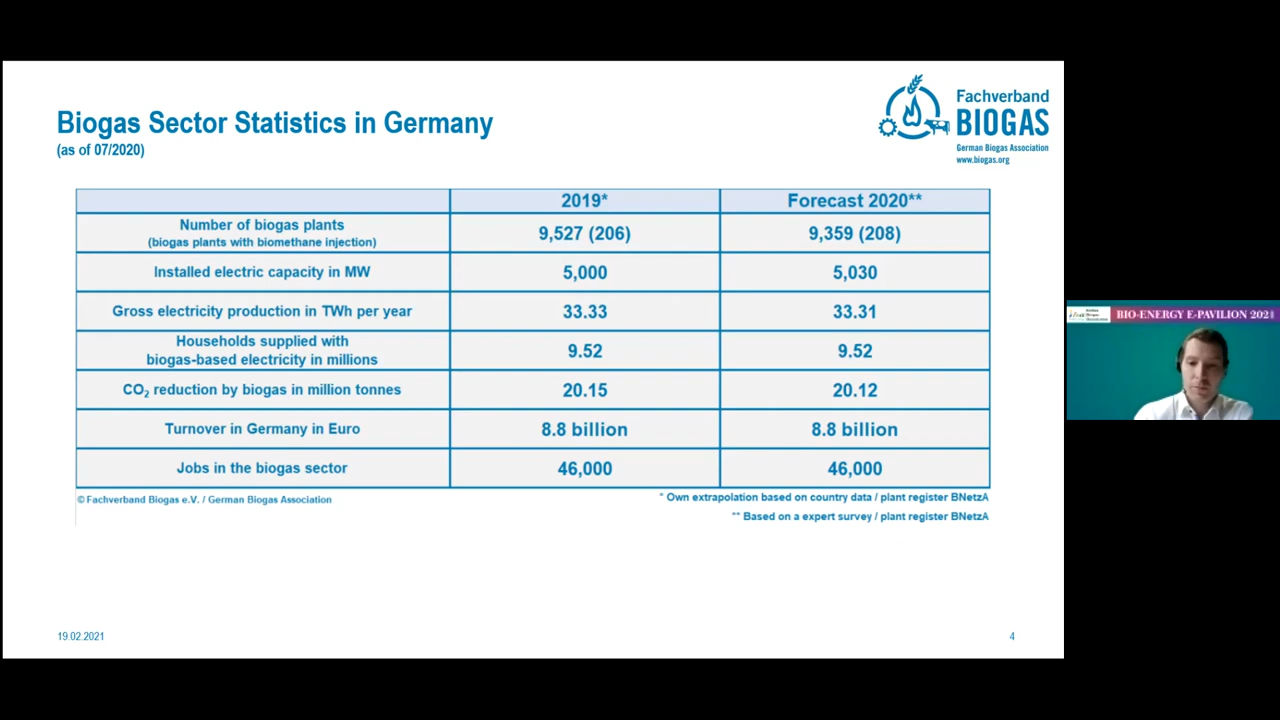 Biogas Sector Statistics in Germany
(as of 07/2020)
Fachverband
BIOGAS
German Biogas Association
www.biogas.org
2019* Forecast 2020**
Number of biogas plants
(biogas plants with biomethane injection)
9,527 (206) 9,359 (208)
Installed electric capacity in MW 5,000 5,030
Gross electricity production in TWh per year 33.33 33.31
Households supplied with
biogas-based electricity in millions
9.52 9.52
CO₂ reduction by biogas in million tonnes 20.15 20.12
Turnover in Germany in Euro 8.8 billion 8.8 billion
Jobs in the biogas sector 46,000 46,000
© Fachverband Biogas e.V. / German Biogas Association
* Own extrapolation based on country data / plant register BNetzA
** Based on a expert survey / plant register BNetzA
BIO-ENERGY E-PAVILION 2021
19.02.2021
4